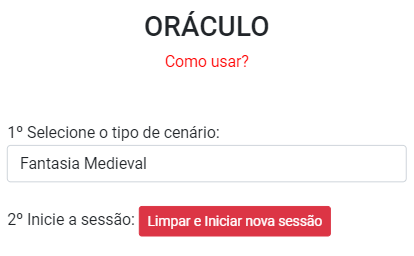 ORÁCULO
Como usar?
1º Selecione o tipo de cenário:
Fantasia Medieval
2º Inicie a sessão: Limpar e Iniciar nova sessão